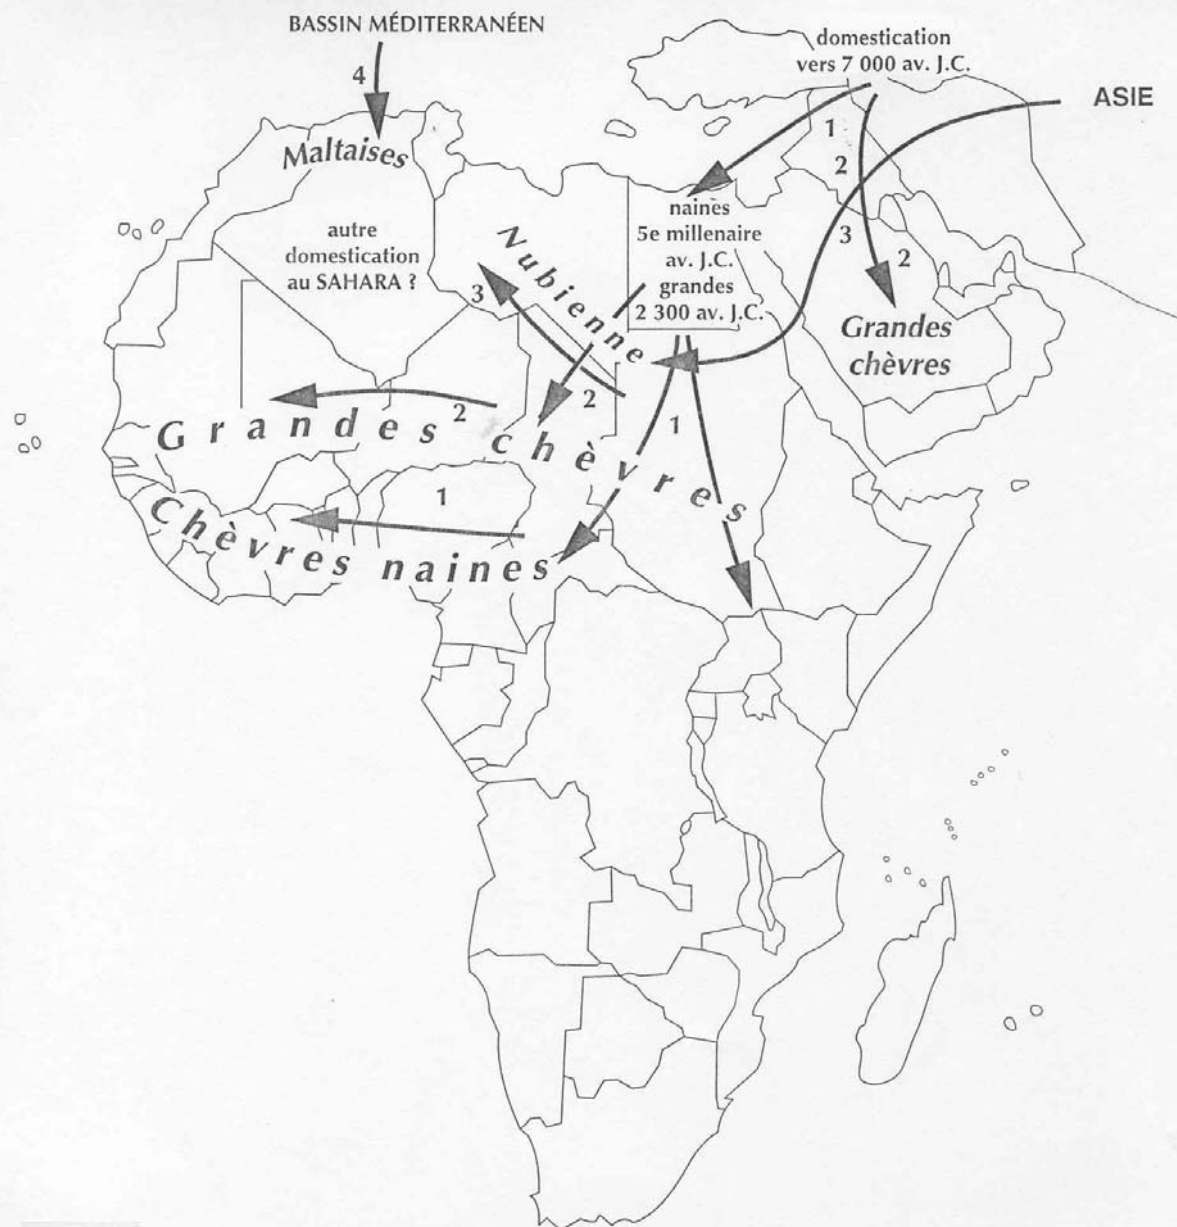 BASSIN MÉDITERRANÉEN
4
Maltaises
domestication
vers 7 000 av. J.C.
ASIE
1
2
3
2
autre
domestication
au SAHARA ?
Nubienne
3
naines
5e millenaire
av. J.C.
grandes
2 300 av. J.C.
Grandes
chèvres
2
2
1
Grandes chèvres
1
Chèvres naines